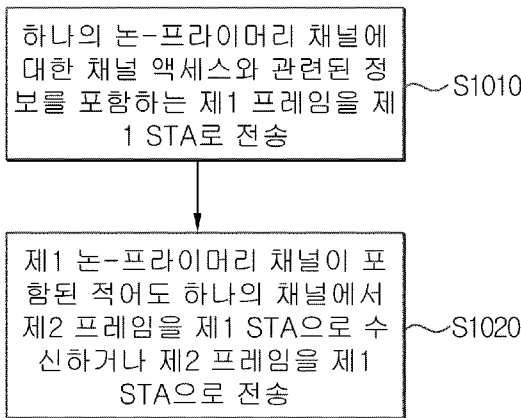 하나의 논-프라이머리 채널에
대한 채널 액세스와 관련된 정
보를 포함하는 제1 프레임을 제
1 STA로 전송
S1010
제1 논-프라이머리 채널이 포
함된 적어도 하나의 채널에서
제2 프레임을 제1 STA으로 수
신하거나 제2 프레임을 제1
STA으로 전송
S1020